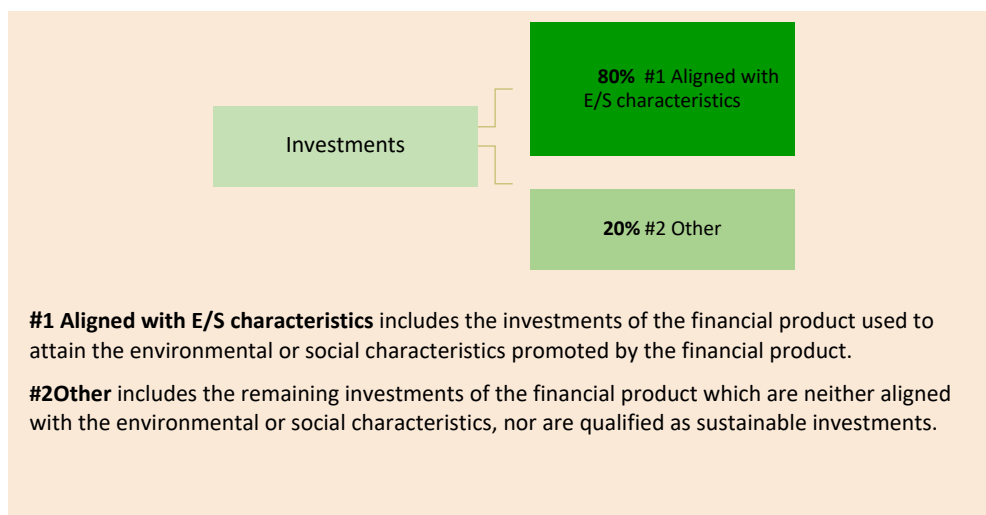 80% #1 Aligned with
E/S characteristics
Investments
20% #2 Other
#1 Aligned with E/S characteristics includes the investments of the financial product used to
attain the environmental or social characteristics promoted by the financial product.
#2Other includes the remaining investments of the financial product which are neither aligned
with the environmental or social characteristics, nor are qualified as sustainable investments.